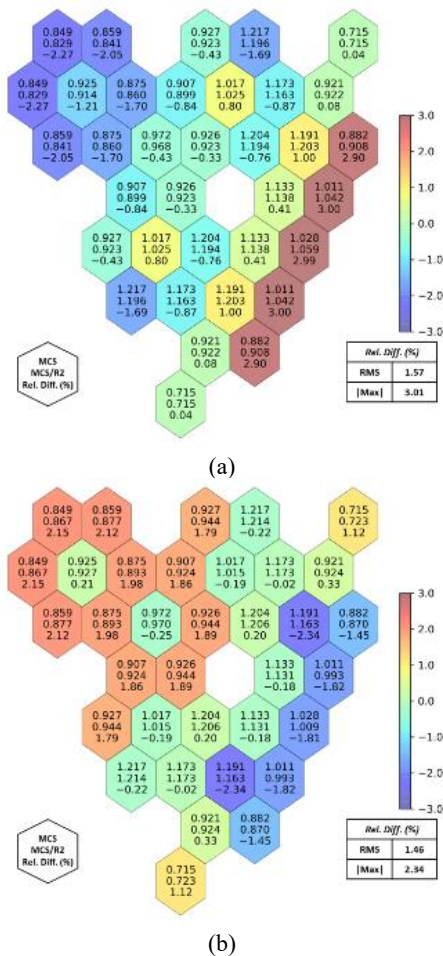 0.849 0.859 0.927 1.217 0.715
0.829 0.841 0.923 1.196 0.715
−2.27 −2.05 −0.43 −1.69 0.04
0.849 0.925 0.875 0.907 1.017 1.173 0.921
0.829 0.914 0.860 0.899 1.025 1.163 0.922
−2.27 −1.21 −1.70 −0.84 0.80 −0.87 0.08
0.859 0.875 0.972 0.926 1.204 1.191 0.882
0.841 0.860 0.968 0.923 1.194 1.203 0.908
−2.05 −1.70 −0.43 −0.33 −0.76 1.00 2.90
0.907 0.926 1.133 1.011
0.899 0.923 1.138 1.042
−0.84 −0.33 0.41 3.00
0.927 1.017 1.204 1.133 1.028
0.923 1.025 1.194 1.138 1.059
−0.43 0.80 −0.76 0.41 2.99
1.217 1.173 1.191 1.011
1.196 1.163 1.203 1.042
−1.69 −0.87 1.00 3.00
0.921 0.882
0.922 0.908
0.08 2.90
0.715
0.715
0.04
3.0
2.0
1.0
0.0
−1.0
−2.0
−3.0
MCS
MCS/R2
Rel. Diff. (%)
Rel. Diff. (%)
RMS 1.57
|Max| 3.01
(a)
0.849 0.859 0.927 1.217 0.715
0.867 0.877 0.944 1.214 0.723
2.15 2.12 1.79 −0.22 1.12
0.849 0.925 0.875 0.907 1.017 1.173 0.921
0.867 0.927 0.893 0.924 1.015 1.173 0.924
2.15 0.21 1.98 1.86 −0.19 −0.02 0.33
0.859 0.875 0.972 0.926 1.204 1.191 0.882
0.877 0.893 0.970 0.944 1.206 1.163 0.870
2.12 1.98 −0.25 1.89 0.20 −2.34 −1.45
0.907 0.926 1.133 1.011
0.924 0.944 1.131 0.993
1.86 1.89 −0.18 −1.82
0.927 1.017 1.204 1.133 1.028
0.944 1.015 1.206 1.131 1.009
1.79 −0.19 0.20 −0.18 −1.81
1.217 1.173 1.191 1.011
1.214 1.173 1.163 0.993
−0.22 −0.02 −2.34 −1.82
0.921 0.882
0.924 0.870
0.33 −1.45
0.715
0.723
1.12
3.0
2.0
1.0
0.0
−1.0
−2.0
−3.0
MCS
MCS/R2
Rel. Diff. (%)
Rel. Diff. (%)
RMS 1.46
|Max| 2.34
(b)